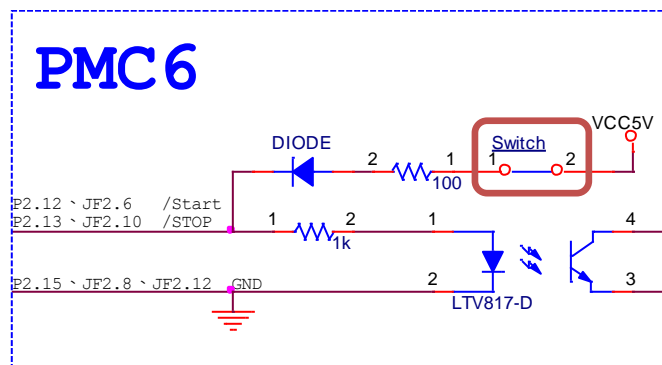 PMC6
VCC5V
DIODE
Switch
2
1
1
2
100
P2.12、JF2.6 /Start
P2.13、JF2.10 /STOP
1
2
1
4
1k
P2.15、JF2.8、JF2.12 GND
2
3
LTV817-D